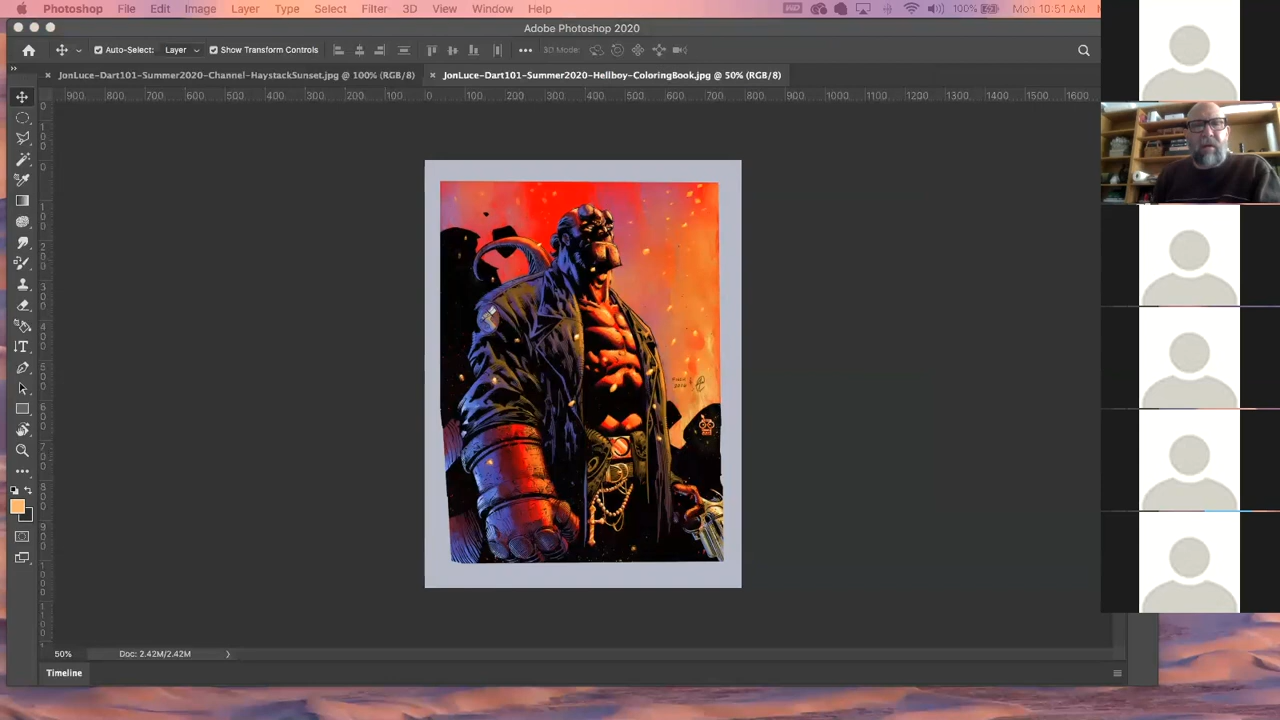 Photoshop File Edit Image Layer Type Select Filter 3D View Window Help 100% Mon 10:51 AM
Adobe Photoshop 2020
Auto-Select: Layer Show Transform Controls 3D Mode:
JonLuce-Dart101-Summer2020-Channel-HaystackSunset.jpg @ 100% (RGB/8) JonLuce-Dart101-Summer2020-Hellboy-ColoringBook.jpg @ 50% (RGB/8)
900 800 700 600 500 400 300 200 100 0 100 200 300 400 500 600 700 800 900 1000 1100 1200 1300 1400 1500 1600
50% Doc: 2.42M/2.42M
Timeline